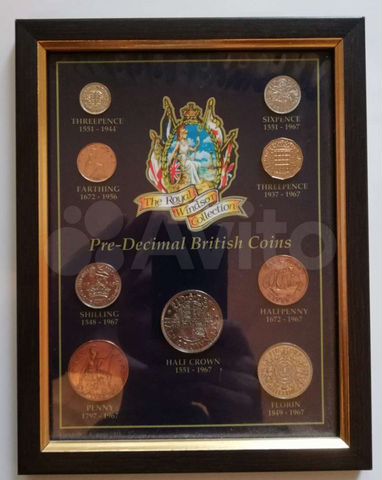 THREEPENCE
1551 - 1944
SIXPENCE
1551 - 1967
FARTHING
1672 - 1956
THREEPENCE
1937 - 1967
The Royal
Windsor
Collection
Avito
Pre-Decimal British Coins
SHILLING
1548 - 1967
HALFPENNY
1672 - 1967
HALF CROWN
1551 - 1967
PENNY
1797 - 1967
FLORIN
1849 - 1967